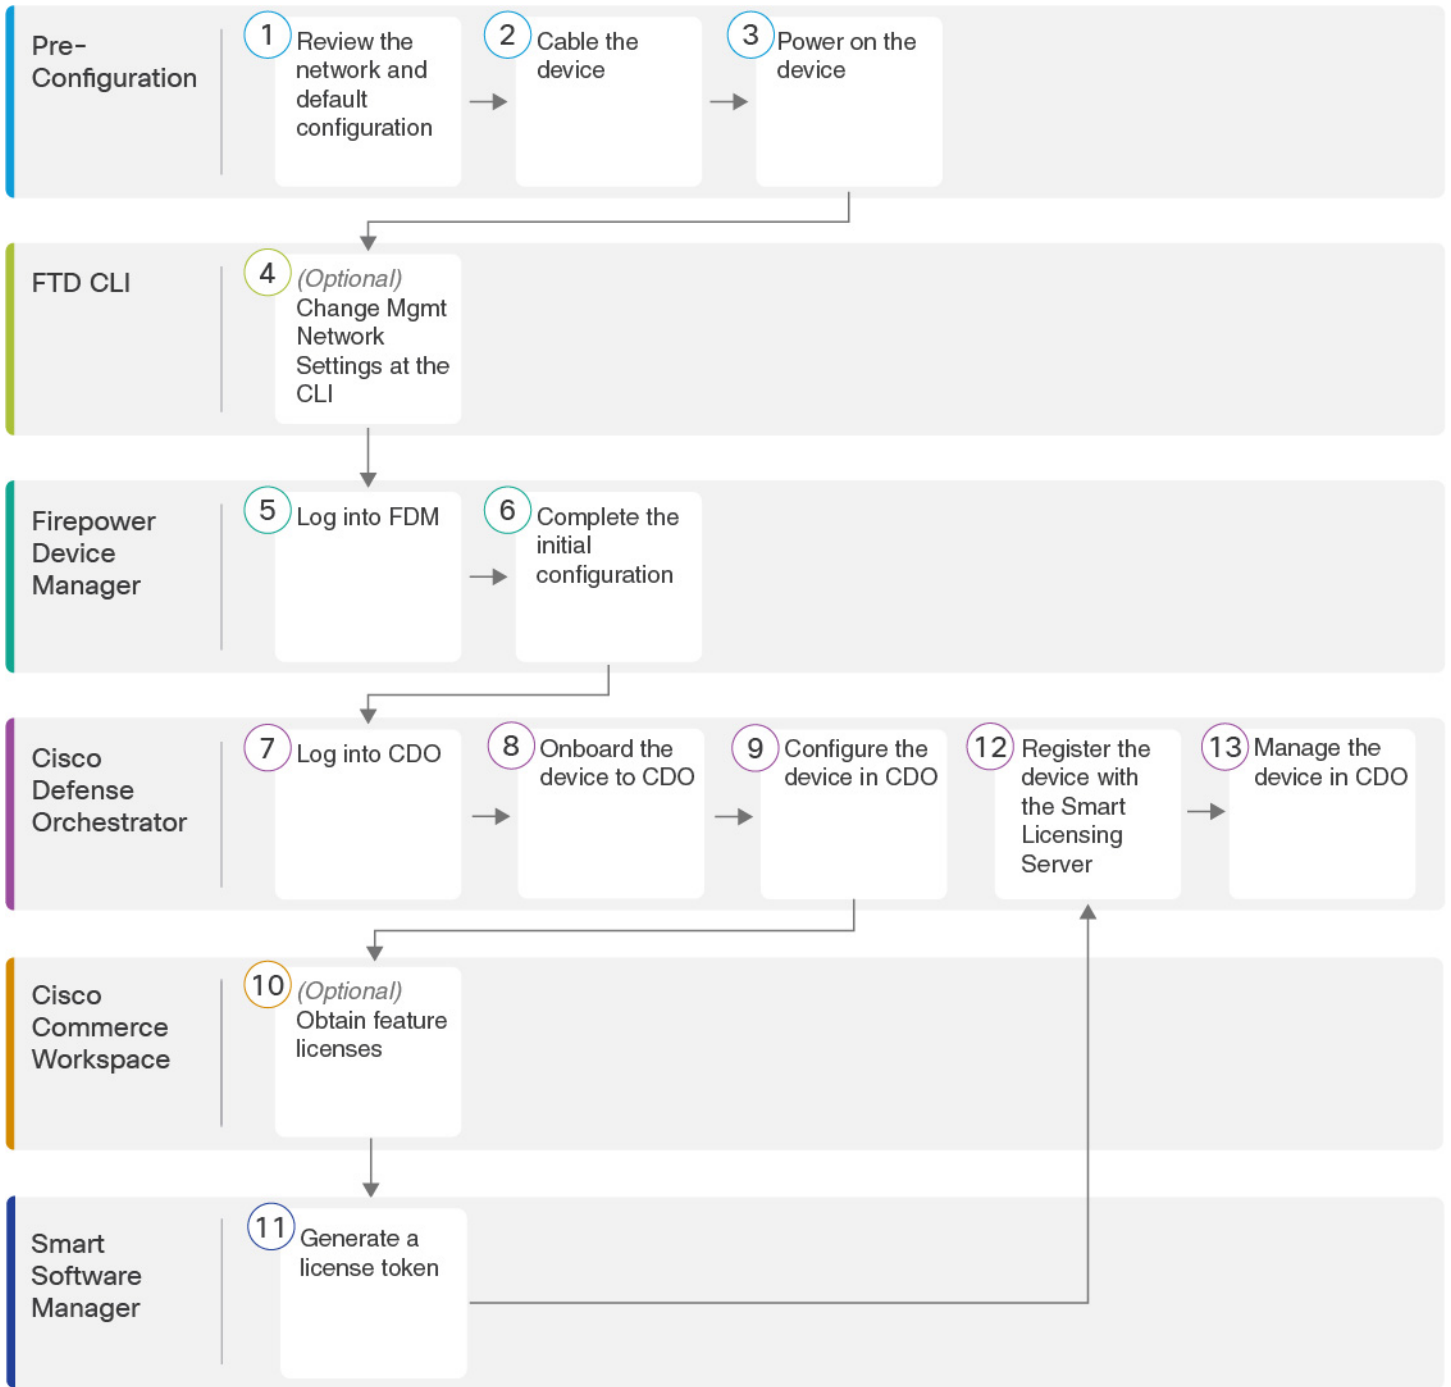 Pre-
Configuration
1
Review the
network and
default
configuration
2
Cable the
device
3
Power on the
device
FTD CLI
4
(Optional)
Change Mgmt
Network
Settings at the
CLI
Firepower
Device
Manager
5
Log into FDM
6
Complete the
initial
configuration
Cisco
Defense
Orchestrator
7
Log into CDO
8
Onboard the
device to CDO
9
Configure the
device in CDO
12
Register the
device with
the Smart
Licensing
Server
13
Manage the
device in CDO
Cisco
Commerce
Workspace
10
(Optional)
Obtain feature
licenses
Smart
Software
Manager
11
Generate a
license token